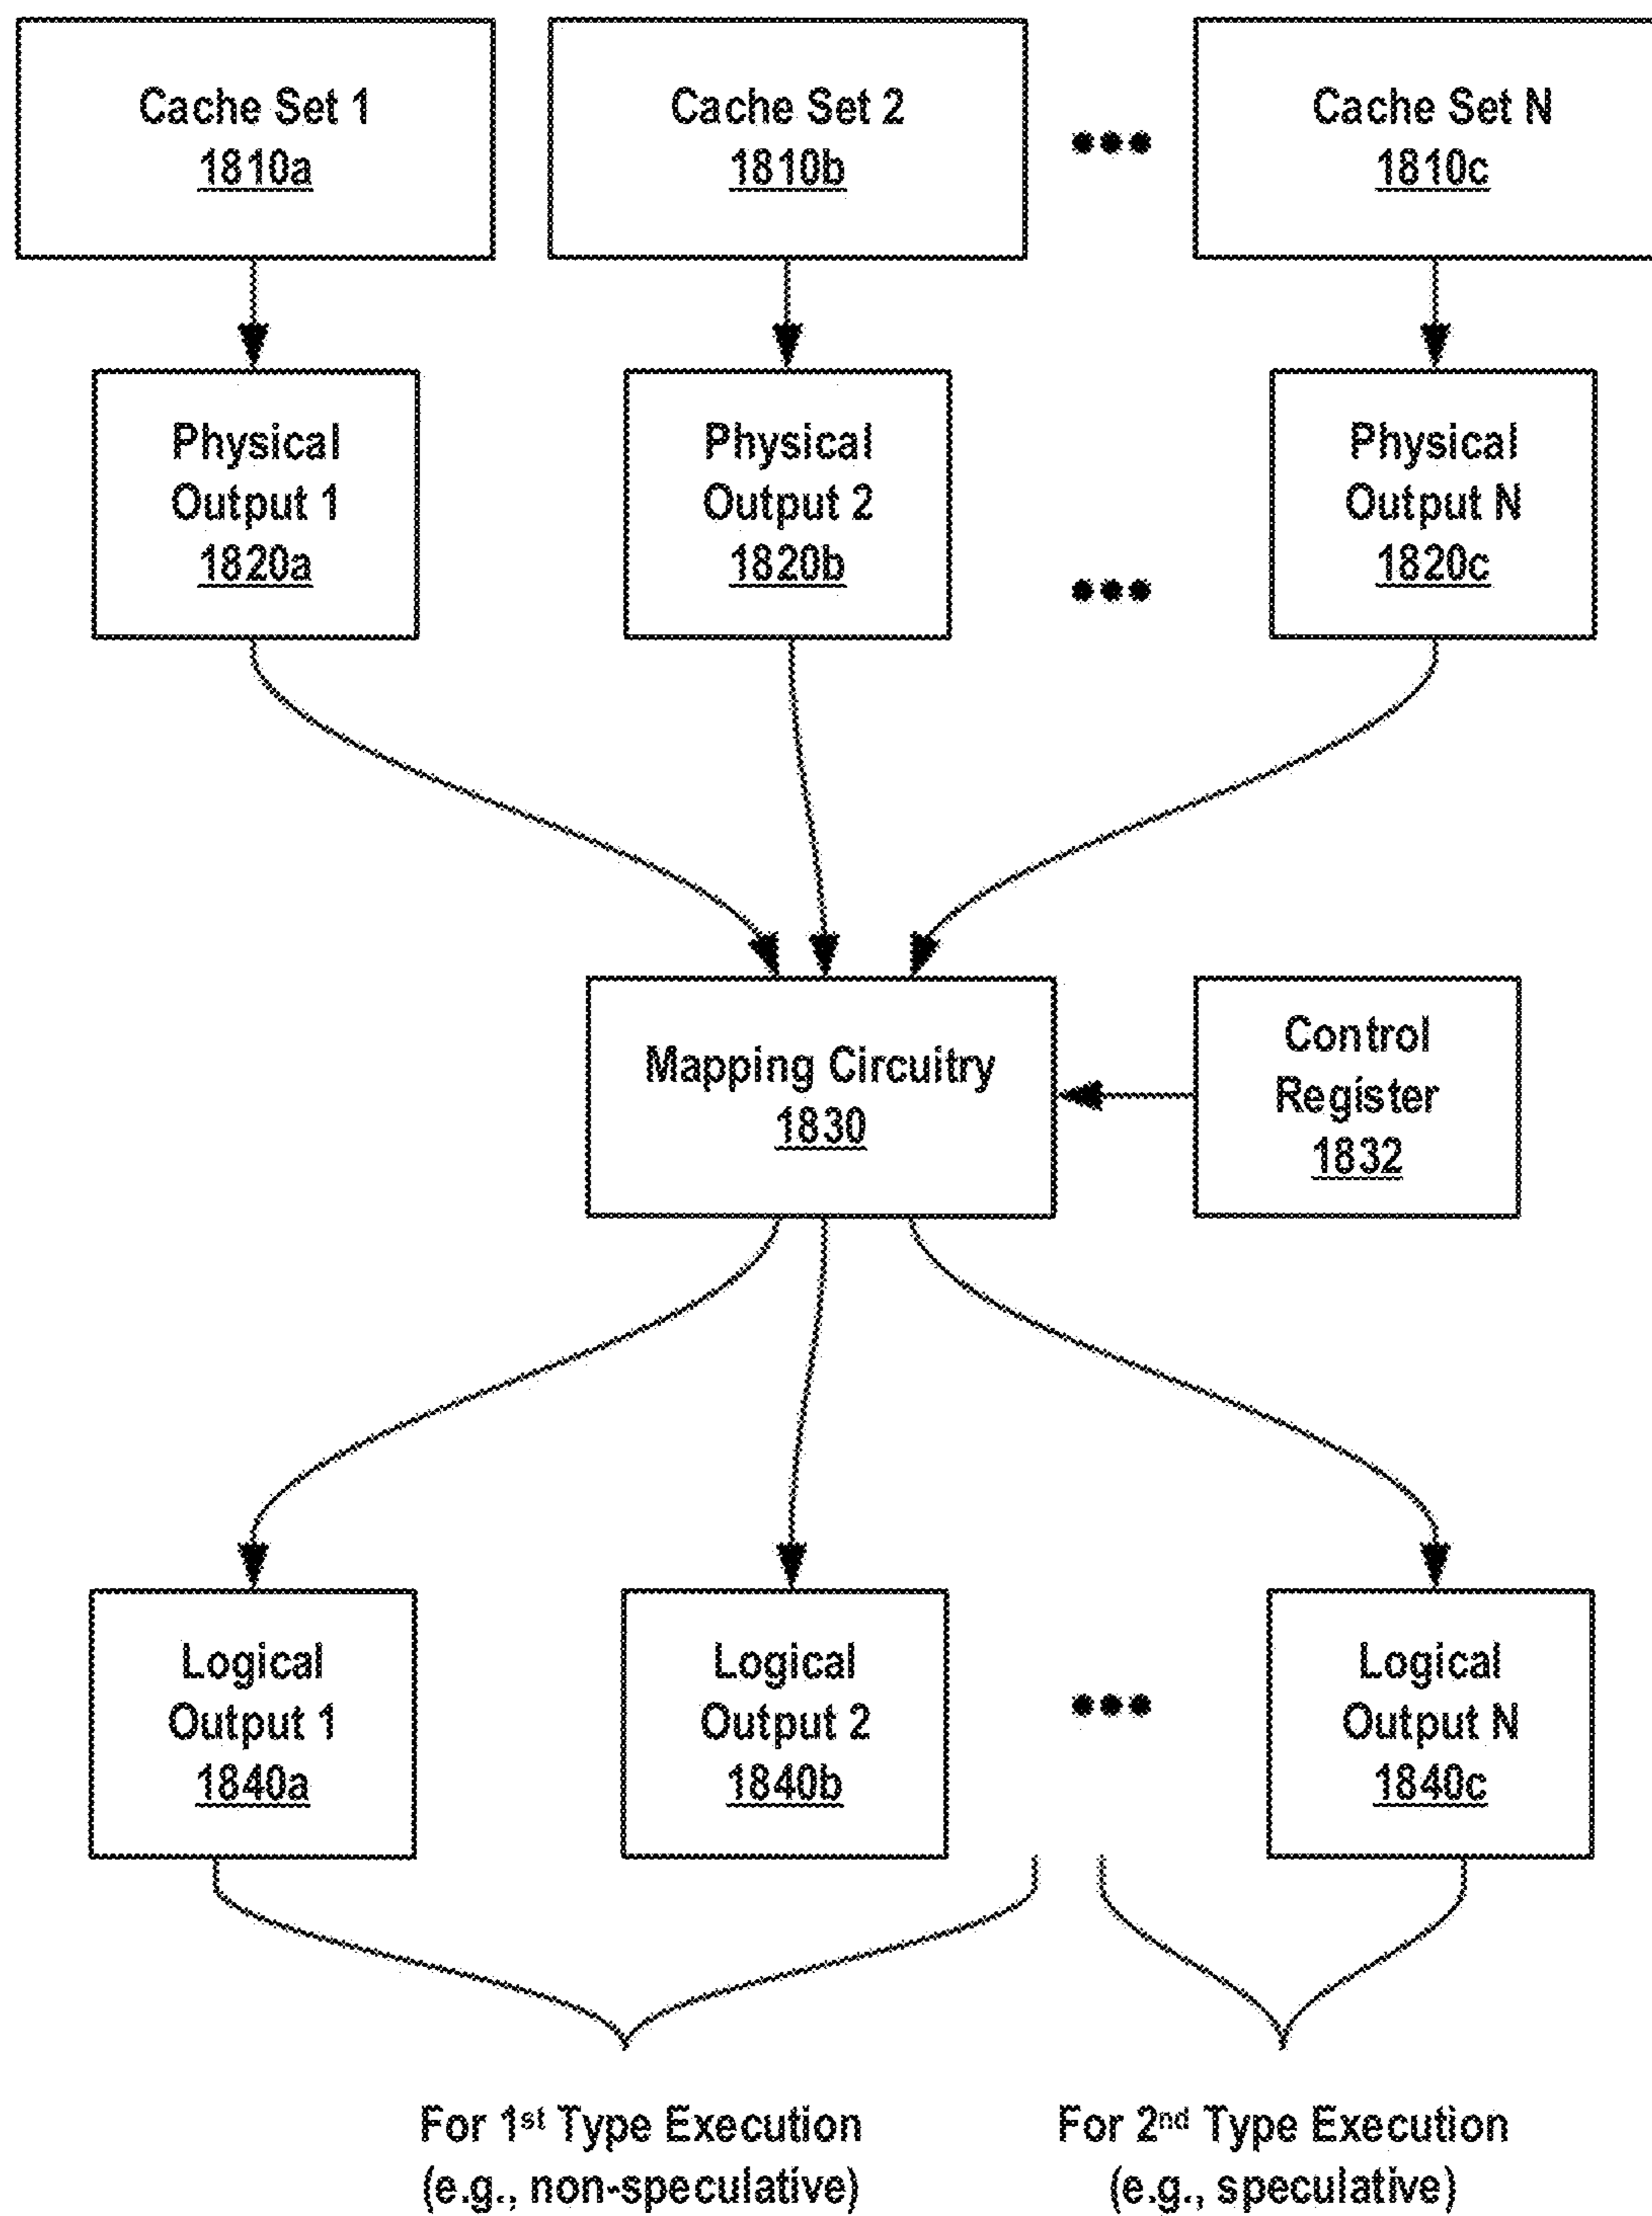 Cache Set 1
1810a
Cache Set 2
1810b
Cache Set N
1810c
Physical
Output 1
1820a
Physical
Output 2
1820b
Physical
Output N
1820c
Mapping Circuitry
1830
Control
Register
1832
Logical
Output 1
1840a
Logical
Output 2
1840b
Logical
Output N
1840c
For 1st Type Execution
(e.g., non-speculative)
For 2nd Type Execution
(e.g., speculative)